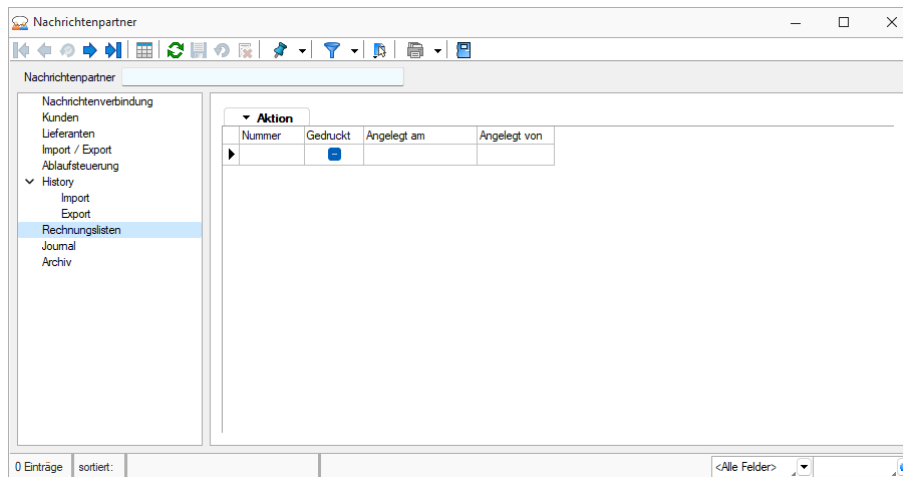 Nachrichtenpartner
Nachrichtenpartner
Nachrichtenverbindung
Kunden
Lieferanten
Import / Export
Ablaufsteuerung
History
Import
Export
Rechnungslisten
Journal
Archiv
Aktion
Nummer Gedruckt Angelegt am Angelegt von
0 Einträge sortiert: <Alle Felder>